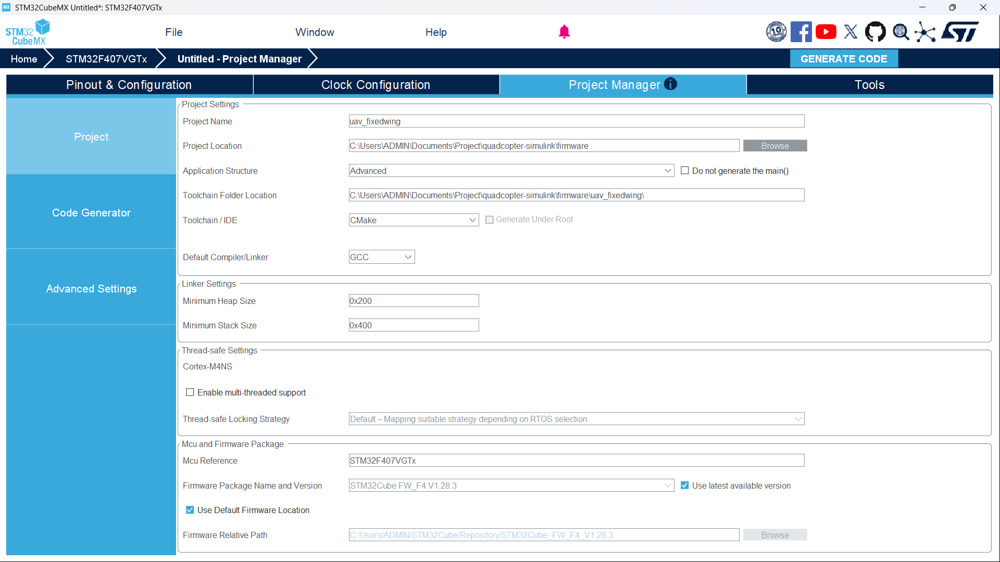 MX STM32CubeMX Untitled*: STM32F407VGTx
STM32 CubeMX
File Window Help
10
Home STM32F407VGTx Untitled - Project Manager GENERATE CODE
Pinout & Configuration Clock Configuration Project Manager Tools
Project
Code Generator
Advanced Settings
Project Settings
Project Name uav_fixedwing
Project Location C:\Users\ADMIN\Documents\Project\quadcopter-simulink\firmware Browse
Application Structure Advanced Do not generate the main()
Toolchain Folder Location C:\Users\ADMIN\Documents\Project\quadcopter-simulink\firmware\uav_fixedwing\
Toolchain / IDE CMake Generate Under Root
Default Compiler/Linker GCC
Linker Settings
Minimum Heap Size 0x200
Minimum Stack Size 0x400
Thread-safe Settings
Cortex-M4NS
Enable multi-threaded support
Thread-safe Locking Strategy Default – Mapping suitable strategy depending on RTOS selection.
Mcu and Firmware Package
Mcu Reference STM32F407VGTx
Firmware Package Name and Version STM32Cube FW_F4 V1.28.3 Use latest available version
Use Default Firmware Location
Firmware Relative Path C:/Users/ADMIN/STM32Cube/Repository/STM32Cube_FW_F4_V1.28.3 Browse